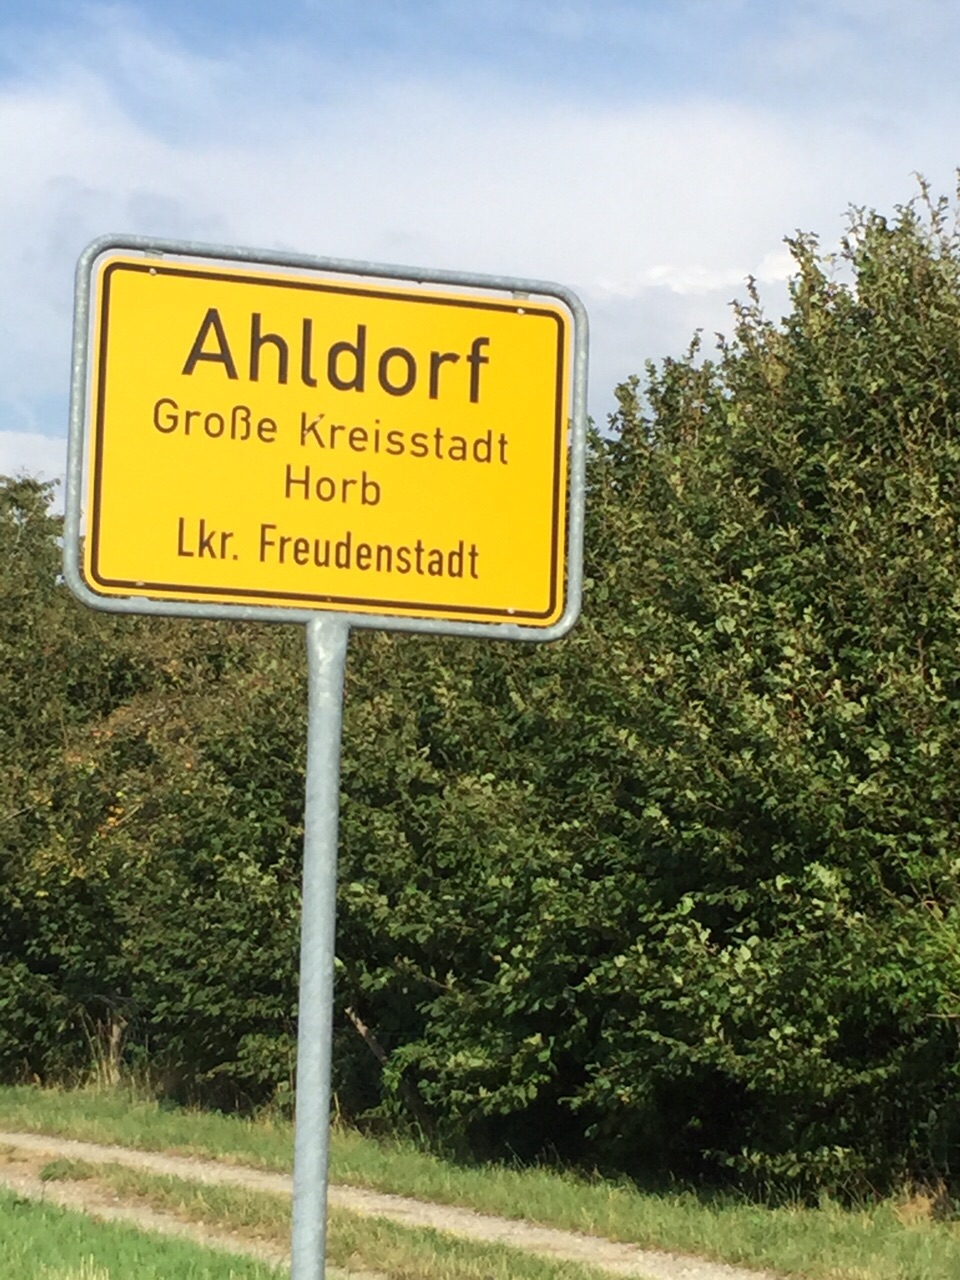 Ahldorf
Große Kreisstadt
Horb
Lkr. Freudenstadt